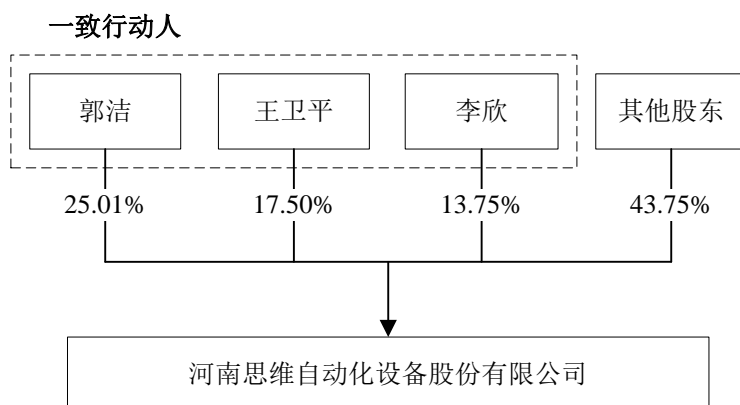 一致行动人
郭洁
王卫平
李欣
其他股东
25.01%
17.50%
13.75%
43.75%
河南思维自动化设备股份有限公司